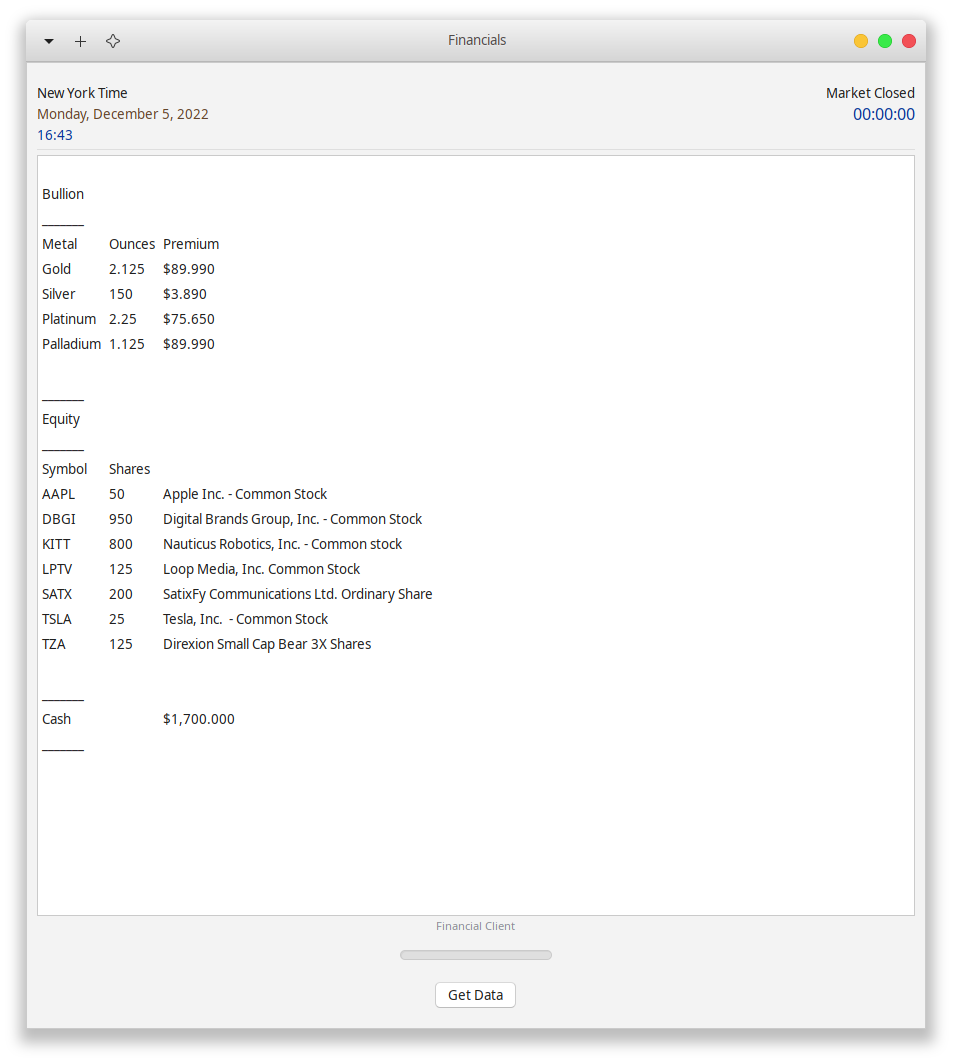 Financials
New York Time
Market Closed
Monday, December 5, 2022
00:00:00
16:43
Bullion
Metal Ounces Premium
Gold 2.125 $89.990
Silver 150 $3.890
Platinum 2.25 $75.650
Palladium 1.125 $89.990
Equity
Symbol Shares
AAPL 50 Apple Inc. - Common Stock
DBGI 950 Digital Brands Group, Inc. - Common Stock
KITT 800 Nauticus Robotics, Inc. - Common stock
LPTV 125 Loop Media, Inc. Common Stock
SATX 200 SatixFy Communications Ltd. Ordinary Share
TSLA 25 Tesla, Inc.  - Common Stock
TZA 125 Direxion Small Cap Bear 3X Shares
Cash $1,700.000
Financial Client
Get Data